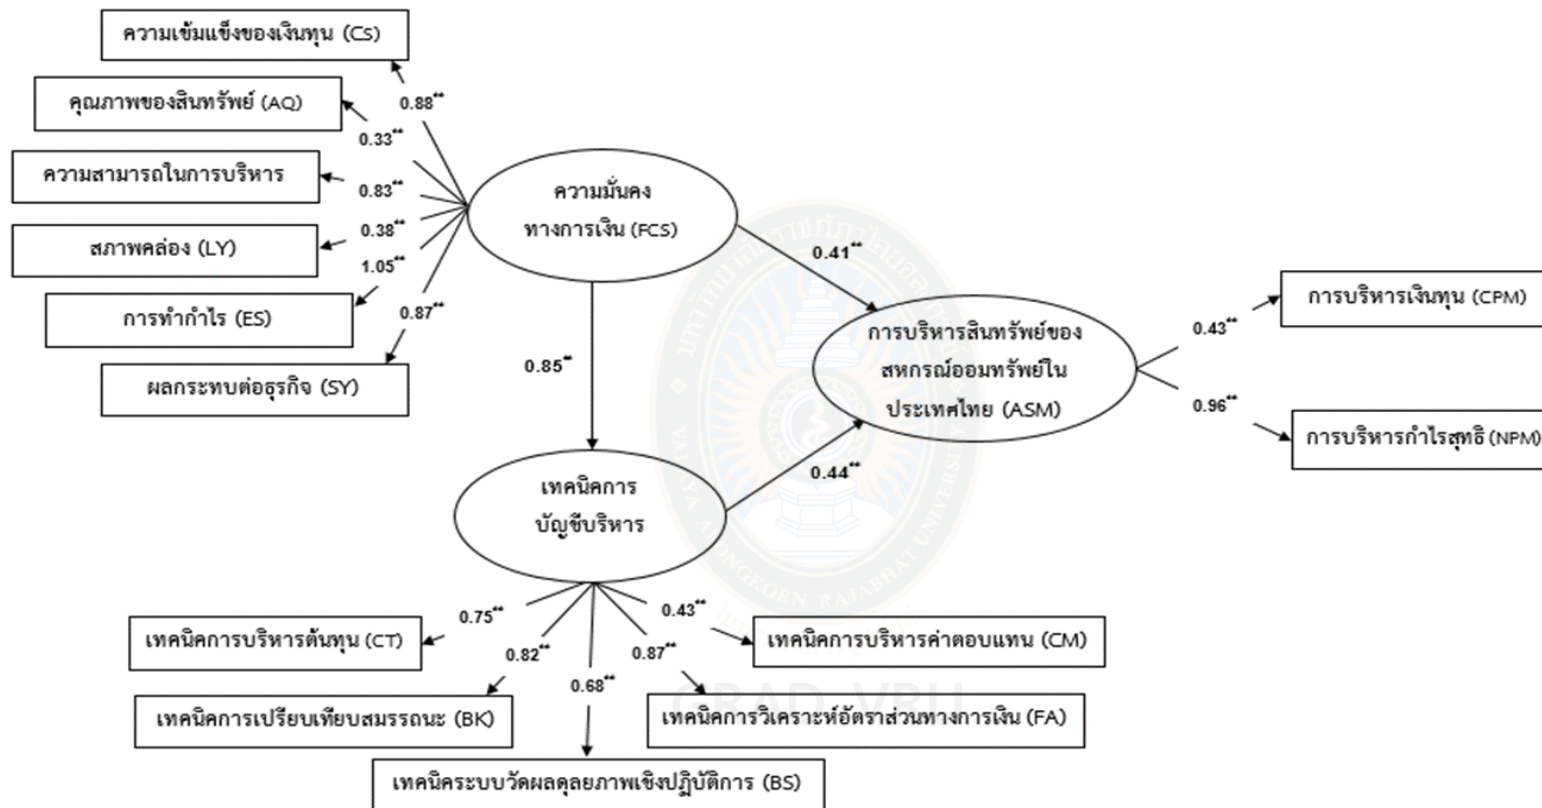 ความเข้มแข็งของเงินทุน (Cs)
0.88**
คุณภาพของสินทรัพย์ (AQ)
0.33**
ความสามารถในการบริหาร
0.83**
สภาพคล่อง (LY)
0.38**
การทำกำไร (ES)
1.05**
ผลกระทบต่อธุรกิจ (SY)
0.87**
ความมั่นคง
ทางการเงิน (FCS)
0.41**
0.85**
การบริหารสินทรัพย์ของ
สหกรณ์ออมทรัพย์ใน
ประเทศไทย (ASM)
0.43**
การบริหารเงินทุน (CPM)
0.96**
การบริหารกำไรสุทธิ (NPM)
0.44**
เทคนิคการ
บัญชีบริหาร
0.75**
เทคนิคการบริหารต้นทุน (CT)
0.82**
เทคนิคการเปรียบเทียบสมรรถนะ (BK)
0.68**
เทคนิคระบบวัดผลดุลยภาพเชิงปฏิบัติการ (BS)
0.87**
เทคนิคการวิเคราะห์อัตราส่วนทางการเงิน (FA)
0.43**
เทคนิคการบริหารค่าตอบแทน (CM)
RAJABHAT UNIVERSITY
GRAD VRU